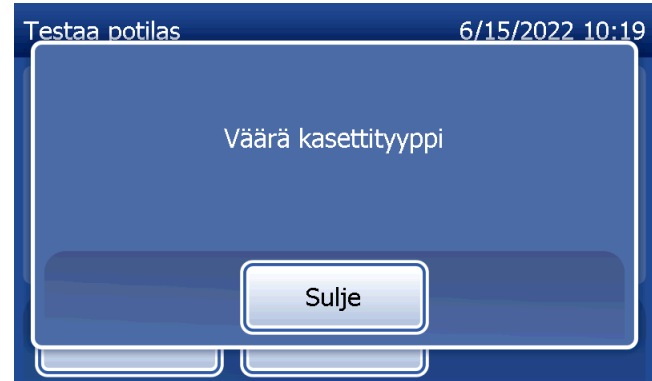 Testaa potilas 6/15/2022 10:19
Väärä kasettityyppi
Sulje